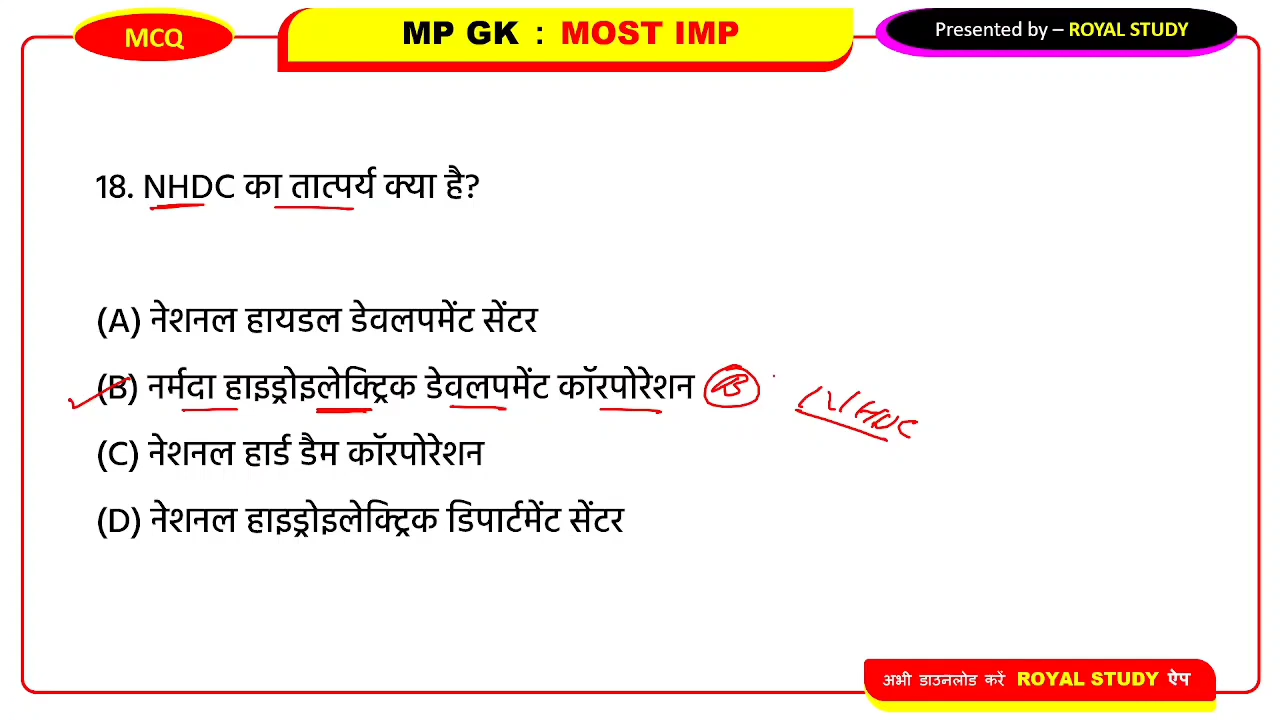 MCQ
MP GK : MOST IMP
Presented by – ROYAL STUDY
18. NHDC का तात्पर्य क्या है?
(A) नेशनल हायडल डेवलपमेंट सेंटर
(B) नर्मदा हाइड्रोइलेक्ट्रिक डेवलपमेंट कॉरपोरेशन B NHDC
(C) नेशनल हार्ड डैम कॉरपोरेशन
(D) नेशनल हाइड्रोइलेक्ट्रिक डिपार्टमेंट सेंटर
अभी डाउनलोड करें ROYAL STUDY ऐप